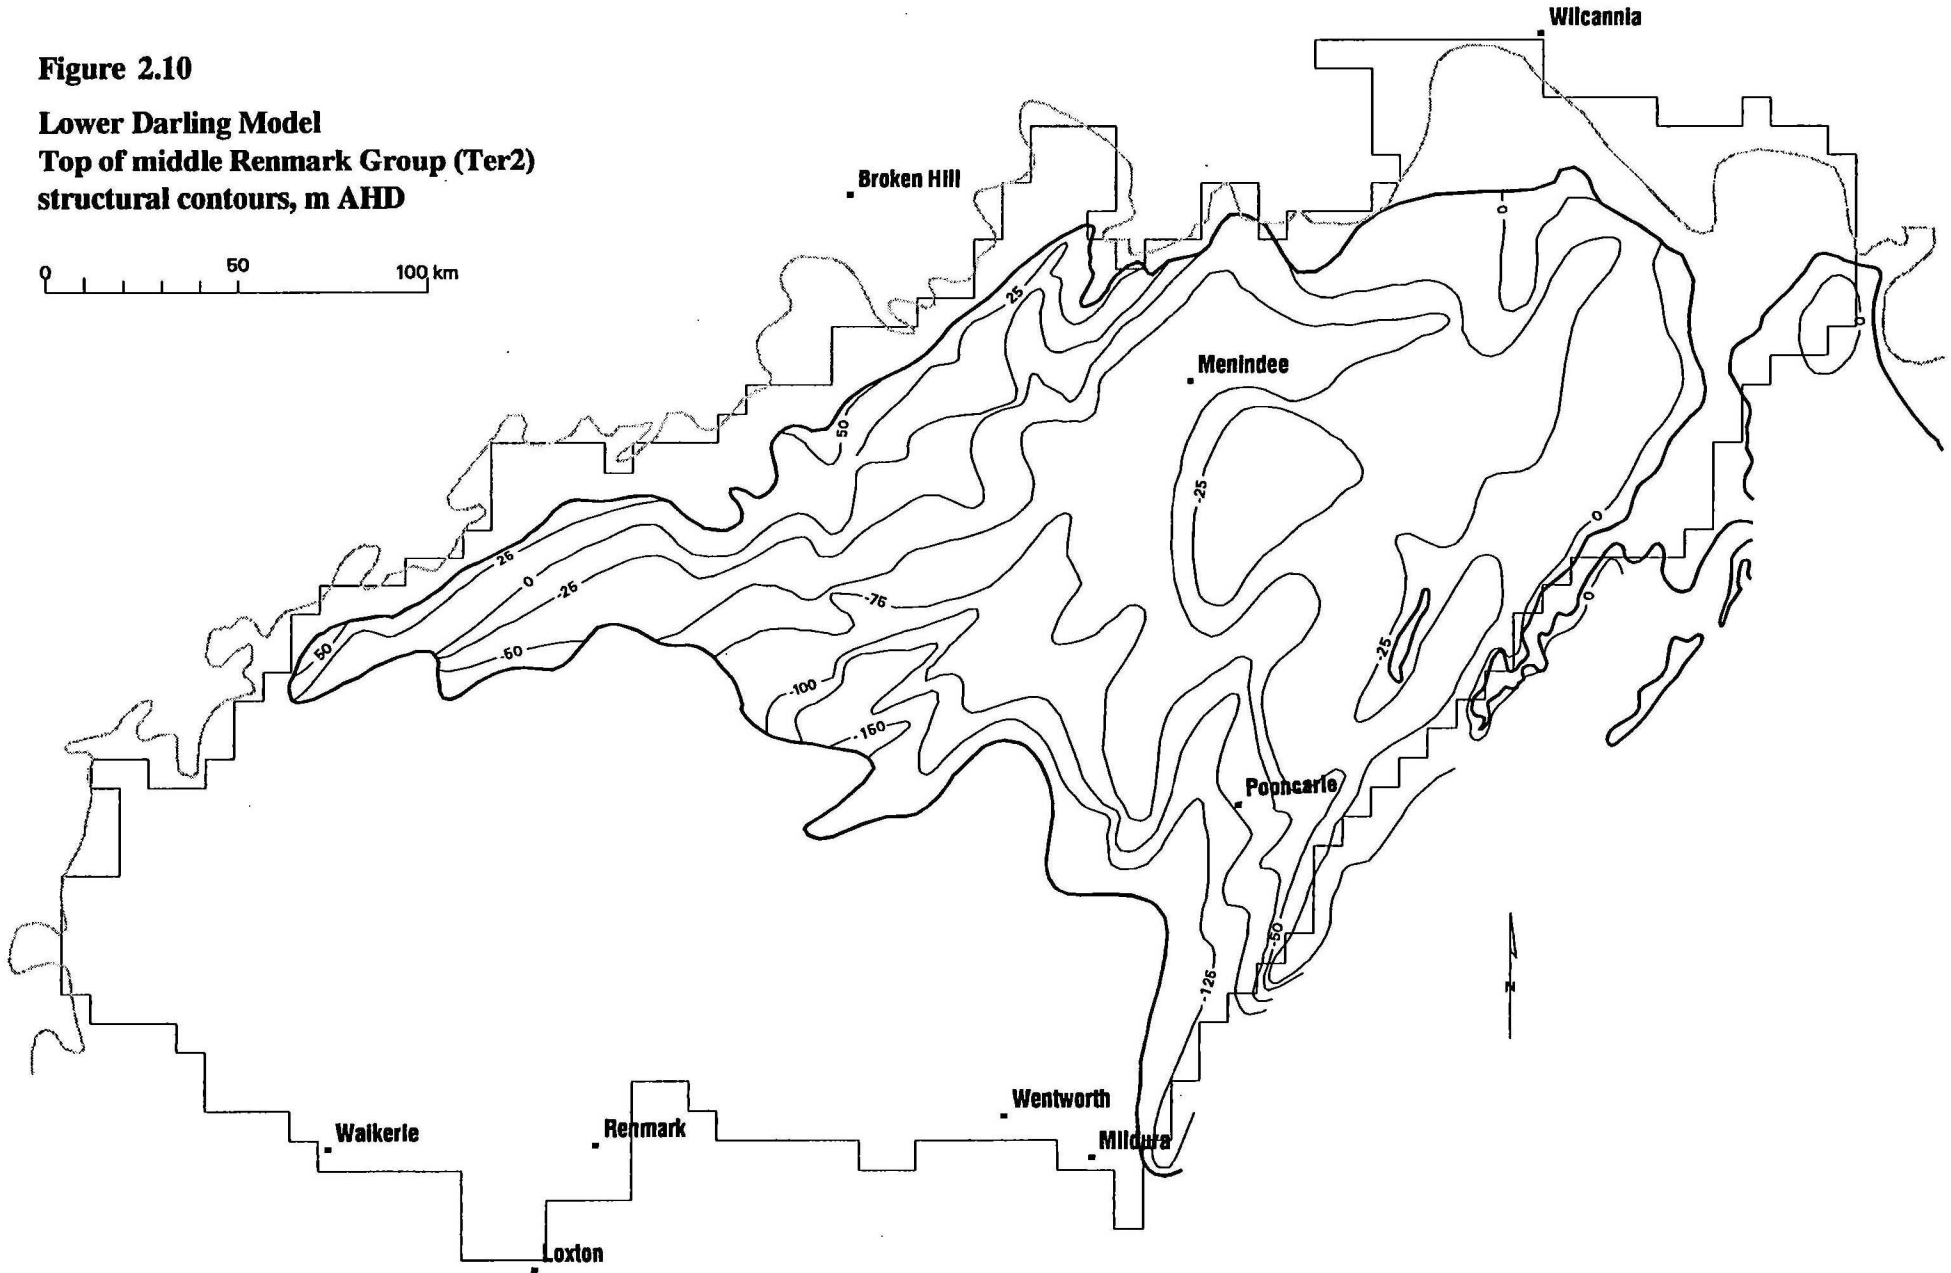 Wilcannia
Figure 2.10
Lower Darling Model
Top of middle Renmark Group (Ter2)
structural contours, m AHD
Broken Hill
0
50
100 km
0
25
0
Menindee
50
-25
0
25
0
-25
-75
0
50
-50
-25
-100
-150
Pooncarie
-50
-125
N
Wentworth
Waikerie
Renmark
Mildura
Loxton